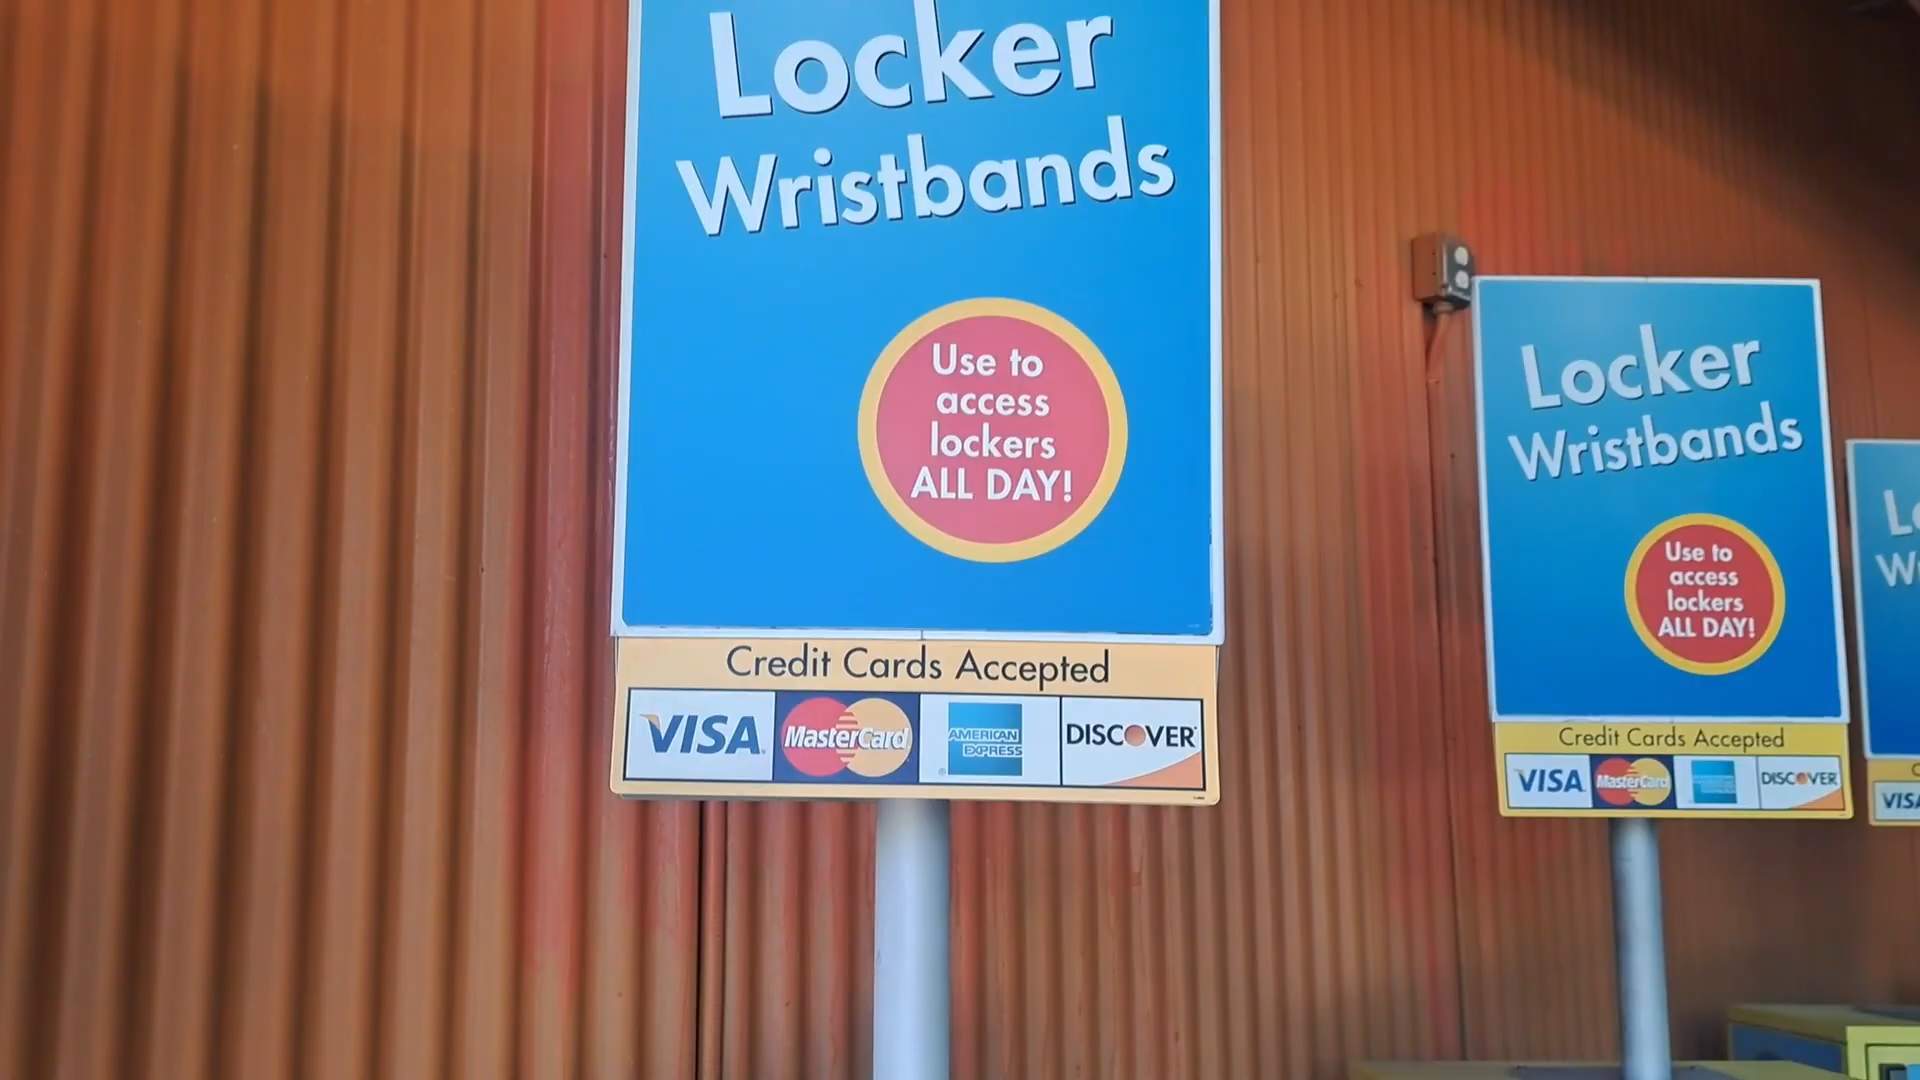 Locker
Wristbands
Use to
access
lockers
ALL DAY!
Credit Cards Accepted
VISA
MasterCard
AMERICAN
EXPRESS
DISCOVER
Locker
Wristbands
Use to
access
lockers
ALL DAY!
Credit Cards Accepted
VISA
MasterCard
DISCOVER
VISA